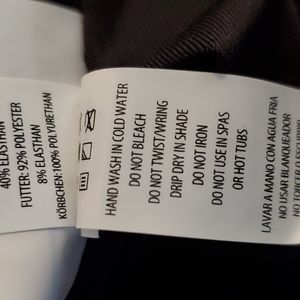 40% ELASTHAN
FUTTER: 92% POLYESTER
8% ELASTHAN
KÖRBCHEN: 100% POLYURETHAN
HAND WASH IN COLD WATER
DO NOT BLEACH
DO NOT TWIST/WRING
DRIP DRY IN SHADE
DO NOT IRON
DO NOT USE IN SPAS
OR HOT TUBS
LAVAR A MANO CON AGUA FRIA
NO USAR BLANQUEADOR